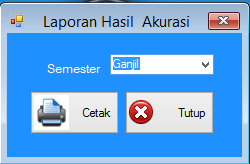 Laporan Hasil Akurasi
Semester Ganjil
Cetak Tutup